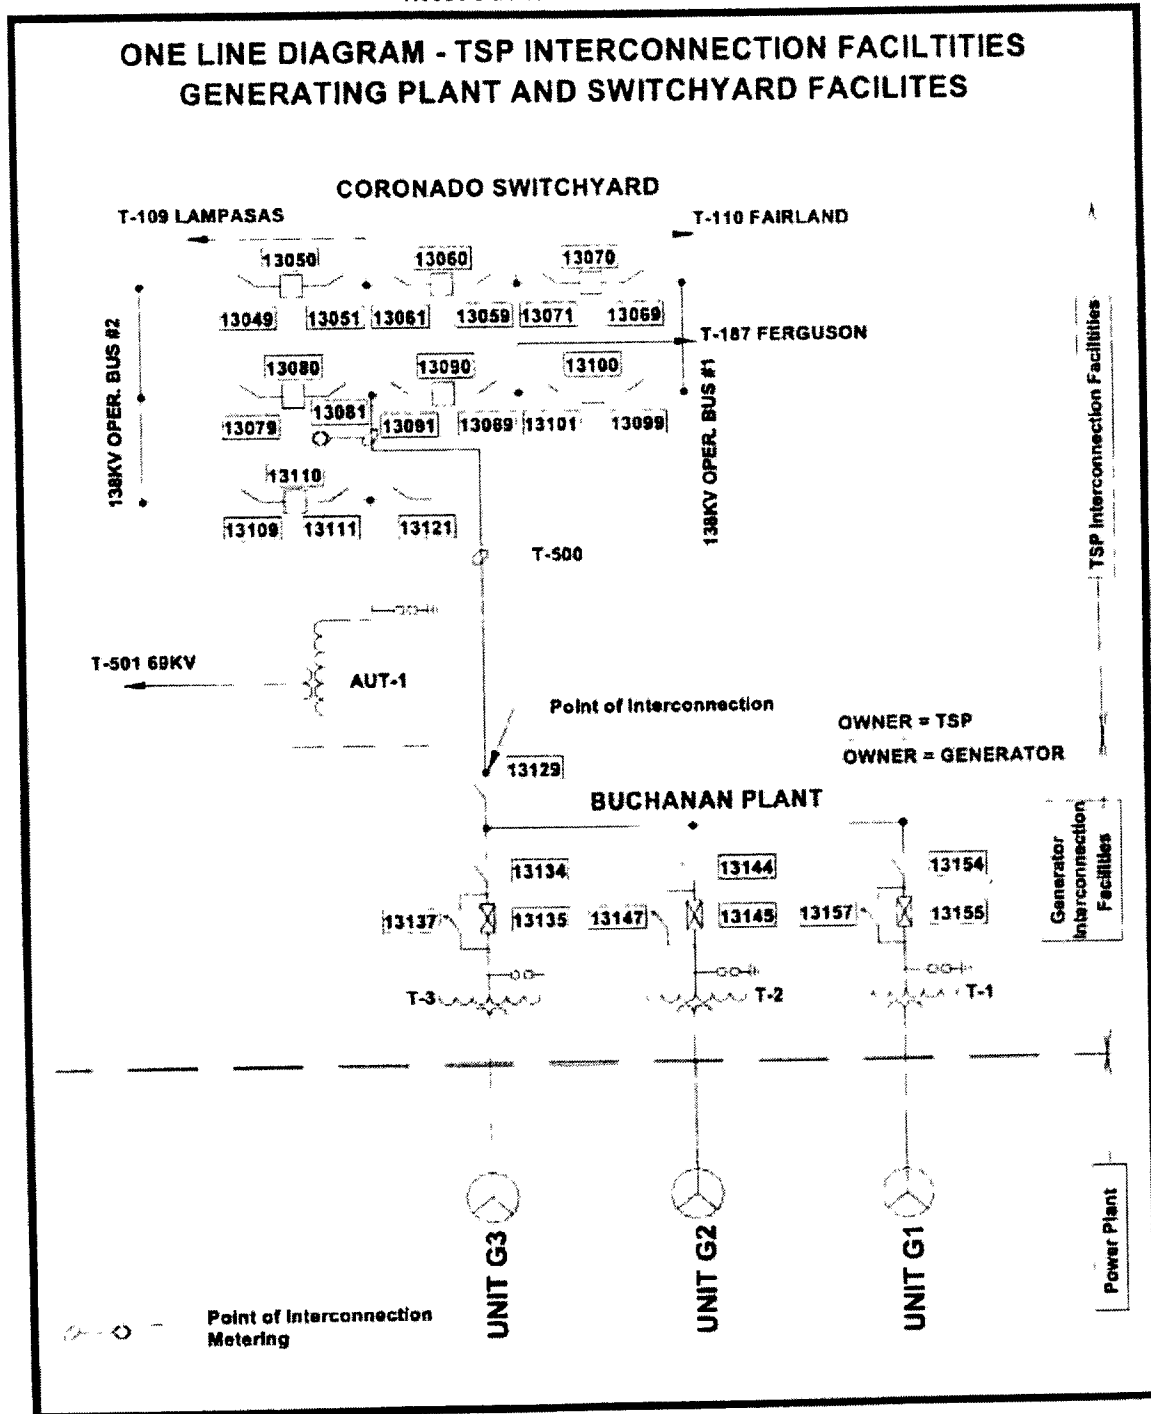 ONE LINE DIAGRAM - TSP INTERCONNECTION FACILTITIES
GENERATING PLANT AND SWITCHYARD FACILITES
CORONADO SWITCHYARD
T-109 LAMPASAS
T-110 FAIRLAND
13050
13060
13070
13049
13051
13061
13059
13071
13069
T-187 FERGUSON
138KV OPER. BUS #2
138KV OPER. BUS #1
13080
13090
13100
13079
13081
13091
13089
13101
13099
13110
13109
13111
13121
T-500
TSP Interconnection Facilities
T-501 69KV
AUT-1
Point of Interconnection
OWNER = TSP
OWNER = GENERATOR
13129
BUCHANAN PLANT
13134
13144
13154
13137
13135
13147
13145
13157
13155
Generator
Interconnection
Facilities
T-3
T-2
T-1
UNIT G3
UNIT G2
UNIT G1
Power Plant
Point of Interconnection
Metering